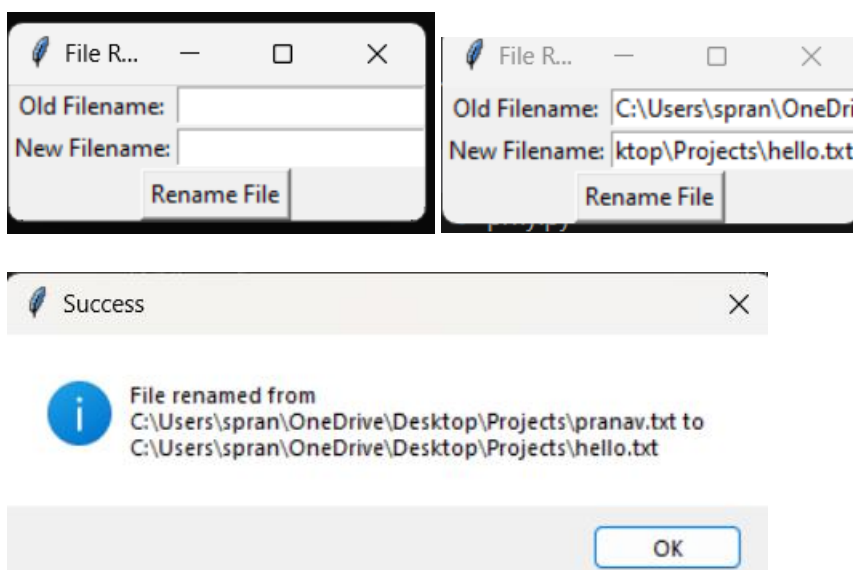 File R...
Old Filename:
New Filename:
Rename File
File R...
Old Filename: C:\Users\spran\OneDri
New Filename: ktop\Projects\hello.txt
Rename File
Success
File renamed from
C:\Users\spran\OneDrive\Desktop\Projects\pranav.txt to
C:\Users\spran\OneDrive\Desktop\Projects\hello.txt
OK